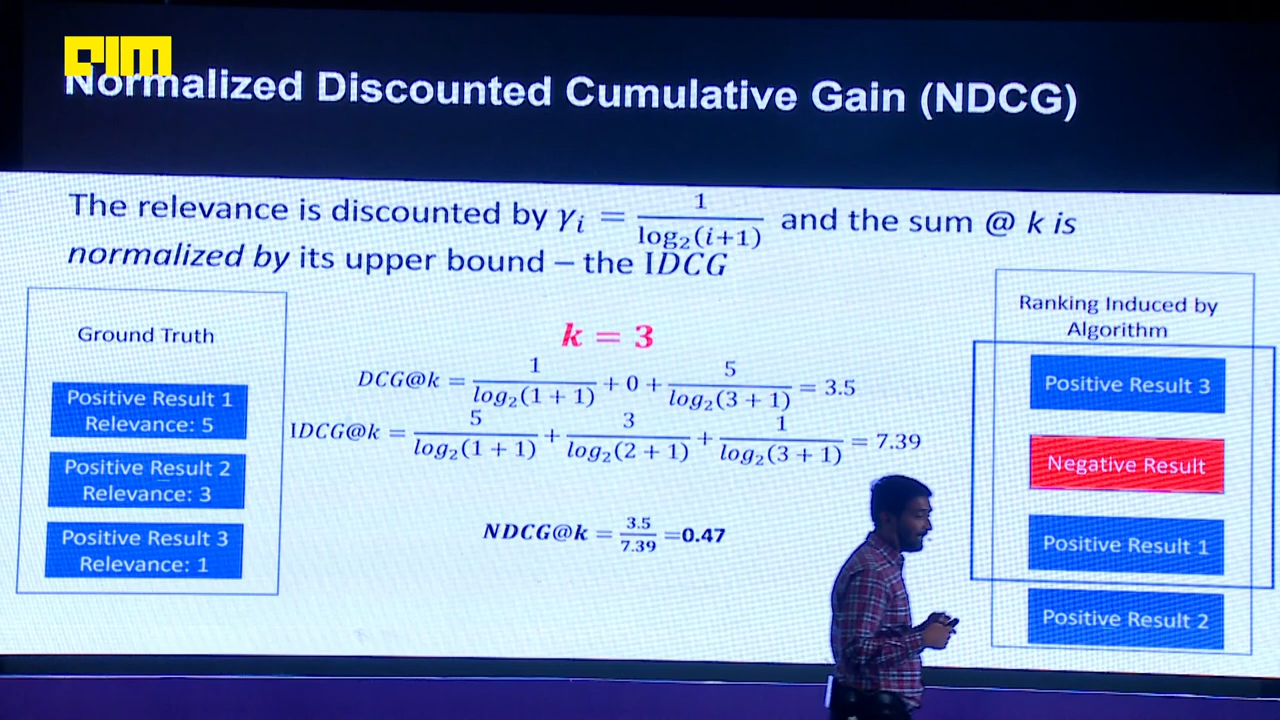 AIM
Normalized Discounted Cumulative Gain (NDCG)
The relevance is discounted by γᵢ = 1/log₂(i+1) and the sum @ k is
normalized by its upper bound – the IDCG
Ground Truth
Positive Result 1
Relevance: 5
Positive Result 2
Relevance: 3
Positive Result 3
Relevance: 1
k = 3
DCG@k = 1/log₂(1 + 1) + 0 + 5/log₂(3 + 1) = 3.5
IDCG@k = 5/log₂(1 + 1) + 3/log₂(2 + 1) + 1/log₂(3 + 1) = 7.39
NDCG@k = 3.5/7.39 =0.47
Ranking Induced by
Algorithm
Positive Result 3
Negative Result
Positive Result 1
Positive Result 2